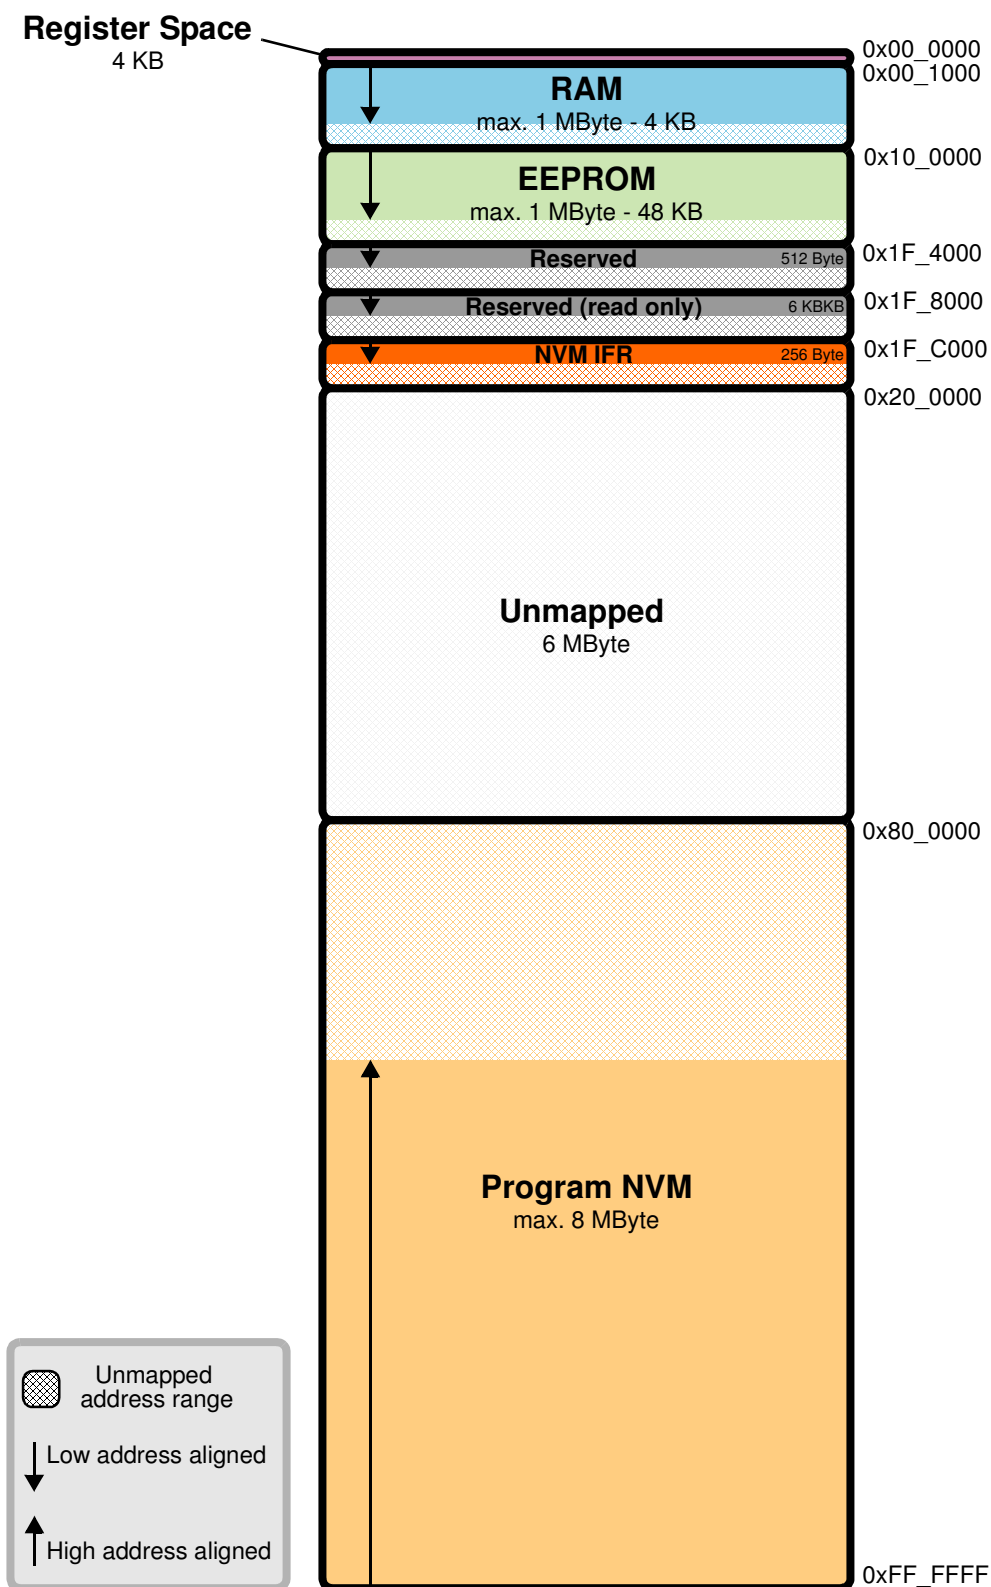 Register Space
4 KB
0x00_0000
0x00_1000
RAM
max. 1 MByte - 4 KB
0x10_0000
EEPROM
max. 1 MByte - 48 KB
0x1F_4000
Reserved
512 Byte
0x1F_8000
Reserved (read only)
6 KBKB
0x1F_C000
NVM IFR
256 Byte
0x20_0000
Unmapped
6 MByte
0x80_0000
Program NVM
max. 8 MByte
Unmapped
address range
Low address aligned
High address aligned
0xFF_FFFF